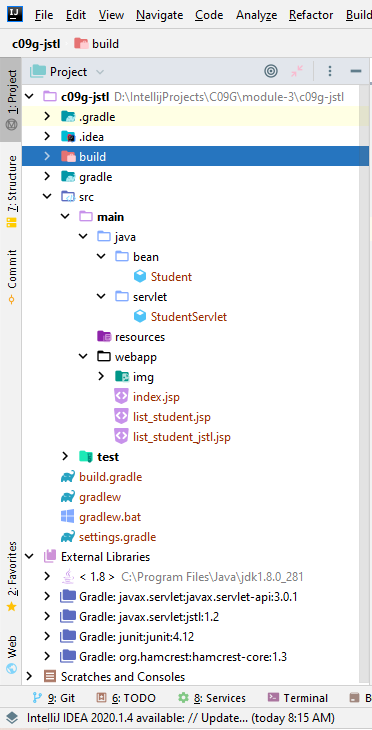 IJ File Edit View Navigate Code Analyze Refactor Build
c09g-jstl build
Project
c09g-jstl D:\IntellijProjects\C09G\module-3\c09g-jstl
.gradle
.idea
build
gradle
src
main
java
bean
Student
servlet
StudentServlet
resources
webapp
img
index.jsp
list_student.jsp
list_student_jstl.jsp
test
build.gradle
gradlew
gradlew.bat
settings.gradle
External Libraries
< 1.8 > C:\Program Files\Java\jdk1.8.0_281
Gradle: javax.servlet:javax.servlet-api:3.0.1
Gradle: javax.servlet:jstl:1.2
Gradle: junit:junit:4.12
Gradle: org.hamcrest:hamcrest-core:1.3
Scratches and Consoles
1: Project
7: Structure
Commit
2: Favorites
Web
9: Git 6: TODO 8: Services Terminal B
IntelliJ IDEA 2020.1.4 available: // Update... (today 8:15 AM)